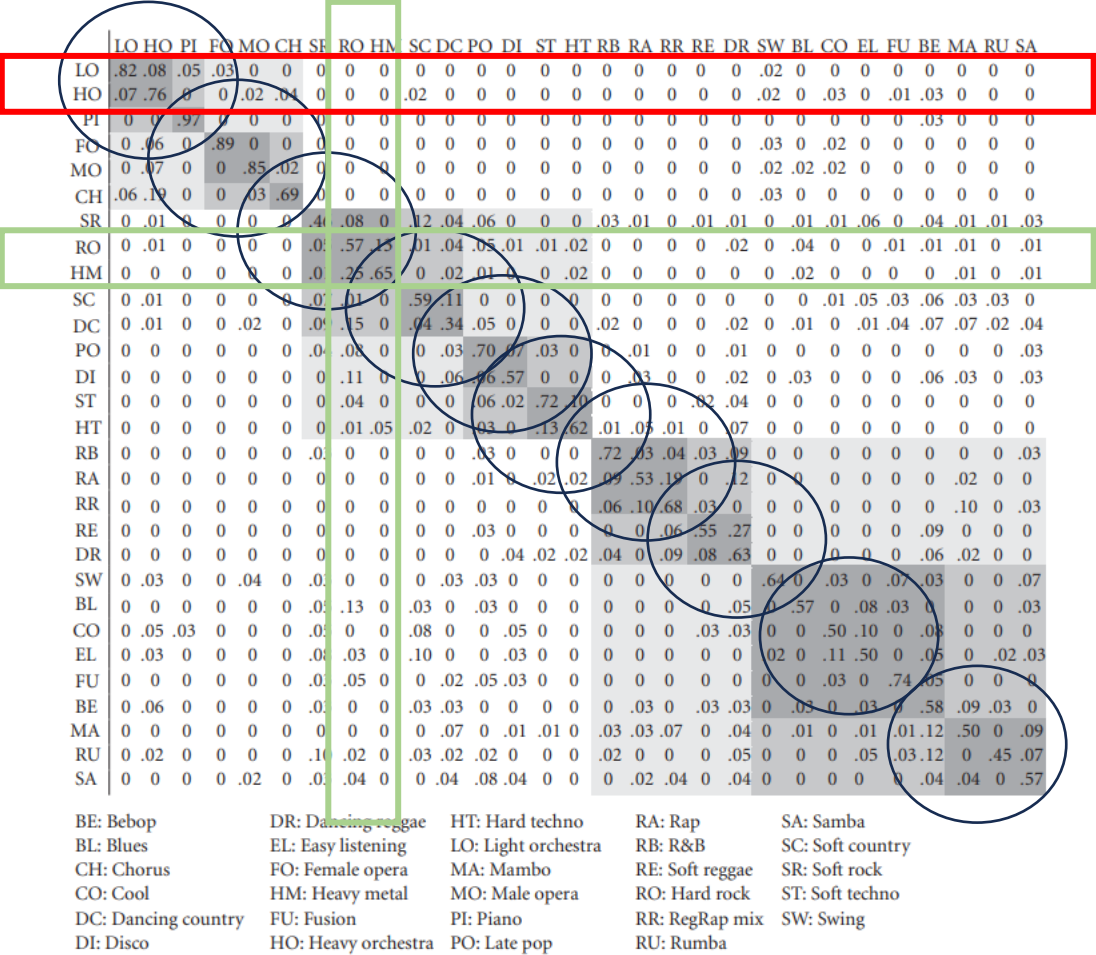 LO HO PI FO MO CH SR RO HM SC DC PO DI ST HT RB RA RR RE DR SW BL CO EL FU BE MA RU SA
LO .82 .08 .05 .03 0 0 0 0 0 0 0 0 0 0 0 0 0 0 0 0 .02 0 0 0 0 0 0 0 0
HO .07 .76 0 0 .02 .04 0 0 0 .02 0 0 0 0 0 0 0 0 0 0 .02 0 .03 0 .01 .03 0 0 0
PI 0 0 .97 0 0 0 0 0 0 0 0 0 0 0 0 0 0 0 0 0 0 0 0 0 0 .03 0 0 0
FO 0 .06 0 .89 0 0 0 0 0 0 0 0 0 0 0 0 0 0 0 0 .03 0 .02 0 0 0 0 0 0
MO 0 .07 0 0 .85 .02 0 0 0 0 0 0 0 0 0 0 0 0 0 0 .02 .02 .02 0 0 0 0 0 0
CH .06 .19 0 0 .03 .69 0 0 0 0 0 0 0 0 0 0 0 0 0 0 .03 0 0 0 0 0 0 0 0
SR 0 .01 0 0 0 0 .08 0 .12 .04 .06 0 0 0 .03 .01 0 .01 .01 0 .01 .01 .06 0 .04 .01 .01 .03
RO 0 .01 0 0 0 0 .57 .15 .01 .04 .05 .01 .01 .02 0 0 0 0 .02 0 .04 0 0 .01 .01 .01 0 .01
HM 0 0 0 0 0 0 .25 .65 0 .02 .01 0 0 .02 0 0 0 0 0 0 .02 0 0 0 0 .01 0 .01
SC 0 .01 0 0 0 0 .01 0 .59 .11 0 0 0 0 0 0 0 0 0 0 0 .01 .05 .03 .06 .03 .03 0
DC 0 .01 0 0 .02 0 .15 0 .04 .34 .05 0 0 0 .02 0 0 0 .02 0 .01 0 .01 .04 .07 .07 .02 .04
PO 0 0 0 0 0 0 .08 0 0 .03 .70 .07 .03 0 0 .01 0 0 .01 0 0 0 0 0 0 0 0 .03
DI 0 0 0 0 0 0 0 .11 0 0 .06 .06 .57 0 0 0 .03 0 0 .02 0 .03 0 0 0 .06 .03 0 .03
ST 0 0 0 0 0 0 0 .04 0 0 0 .06 .02 .72 .10 0 0 0 .02 .04 0 0 0 0 0 0 0 0 0
HT 0 0 0 0 0 0 0 .01 .05 .02 0 .03 0 .13 .62 .01 .05 .01 0 .07 0 0 0 0 0 0 0 0 0
RB 0 0 0 0 0 0 0 0 0 0 .03 0 0 0 .72 .03 .04 .03 .09 0 0 0 0 0 0 0 0 .03
RA 0 0 0 0 0 0 0 0 0 0 0 .01 0 .02 .02 .09 .53 .19 0 .12 0 0 0 0 0 0 .02 0 0
RR 0 0 0 0 0 0 0 0 0 0 0 0 0 0 0 .06 .10 .68 .03 0 0 0 0 0 0 0 .10 0 .03
RE 0 0 0 0 0 0 0 0 0 0 0 .03 0 0 0 0 0 .06 .55 .27 0 0 0 0 0 .09 0 0 0
DR 0 0 0 0 0 0 0 0 0 0 0 0 .04 .02 .02 .04 0 .09 .08 .63 0 0 0 0 0 .06 .02 0 0
SW 0 .03 0 0 .04 0 0 0 0 .03 .03 0 0 0 0 0 0 0 0 .64 0 .03 0 .07 .03 0 0 .07
BL 0 0 0 0 0 0 .13 0 .03 0 .03 0 0 0 0 0 0 0 .05 0 .57 0 .08 .03 0 0 0 .03
CO 0 .05 .03 0 0 0 0 0 .08 0 0 .05 0 0 0 0 0 .03 .03 0 0 .50 .10 0 .08 0 0 0
EL 0 .03 0 0 0 0 .03 0 .10 0 0 .03 0 0 0 0 0 0 0 .02 0 .11 .50 0 .05 0 .02 .03
FU 0 0 0 0 0 0 .05 0 0 .02 .05 .03 0 0 0 0 0 0 0 0 0 .03 0 .74 .05 0 0 0
BE 0 .06 0 0 0 0 0 0 .03 .03 0 0 0 0 0 .03 0 .03 .03 0 .03 0 .03 0 .58 .09 .03 0
MA 0 0 0 0 0 0 0 0 0 0 .07 0 .01 .01 0 .03 .03 .07 0 .04 0 .01 0 .01 .01 .12 .50 0 .09
RU 0 .02 0 0 0 0 .02 0 .03 .02 .02 0 0 0 .02 0 0 0 .05 0 0 0 .05 .03 .12 0 .45 .07
SA 0 0 0 0 .02 0 .04 0 0 .04 .08 .04 0 0 0 .02 .04 0 .04 0 0 0 0 0 .04 .04 0 .57
BE: Bebop DR: Dancing reggae HT: Hard techno RA: Rap SA: Samba
BL: Blues EL: Easy listening LO: Light orchestra RB: R&B SC: Soft country
CH: Chorus FO: Female opera MA: Mambo RE: Soft reggae SR: Soft rock
CO: Cool HM: Heavy metal MO: Male opera RO: Hard rock ST: Soft techno
DC: Dancing country FU: Fusion PI: Piano RR: RegRap mix SW: Swing
DI: Disco HO: Heavy orchestra PO: Late pop RU: Rumba